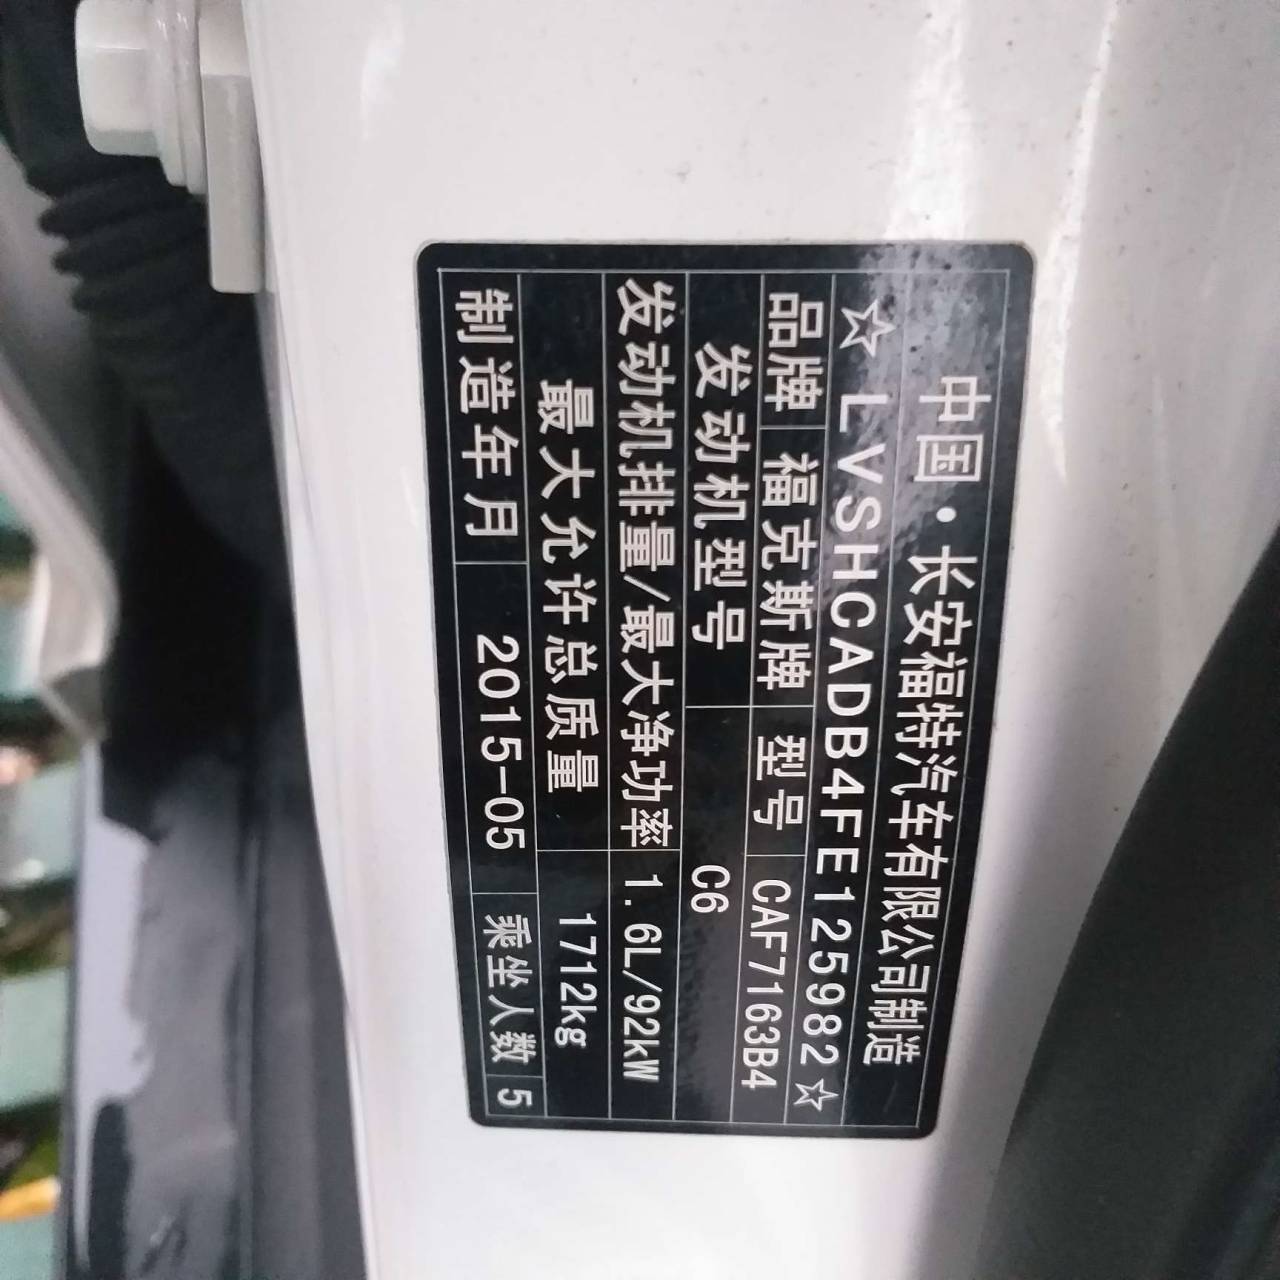 中国·长安福特汽车有限公司制造
☆LVSHCADB4FE125982☆
品牌 福克斯牌 型号 CAF7163B4
发动机型号 C6
发动机排量/最大净功率 1.6L/92kW
最大允许总质量 1712kg
制造年月 2015-05 乘坐人数 5